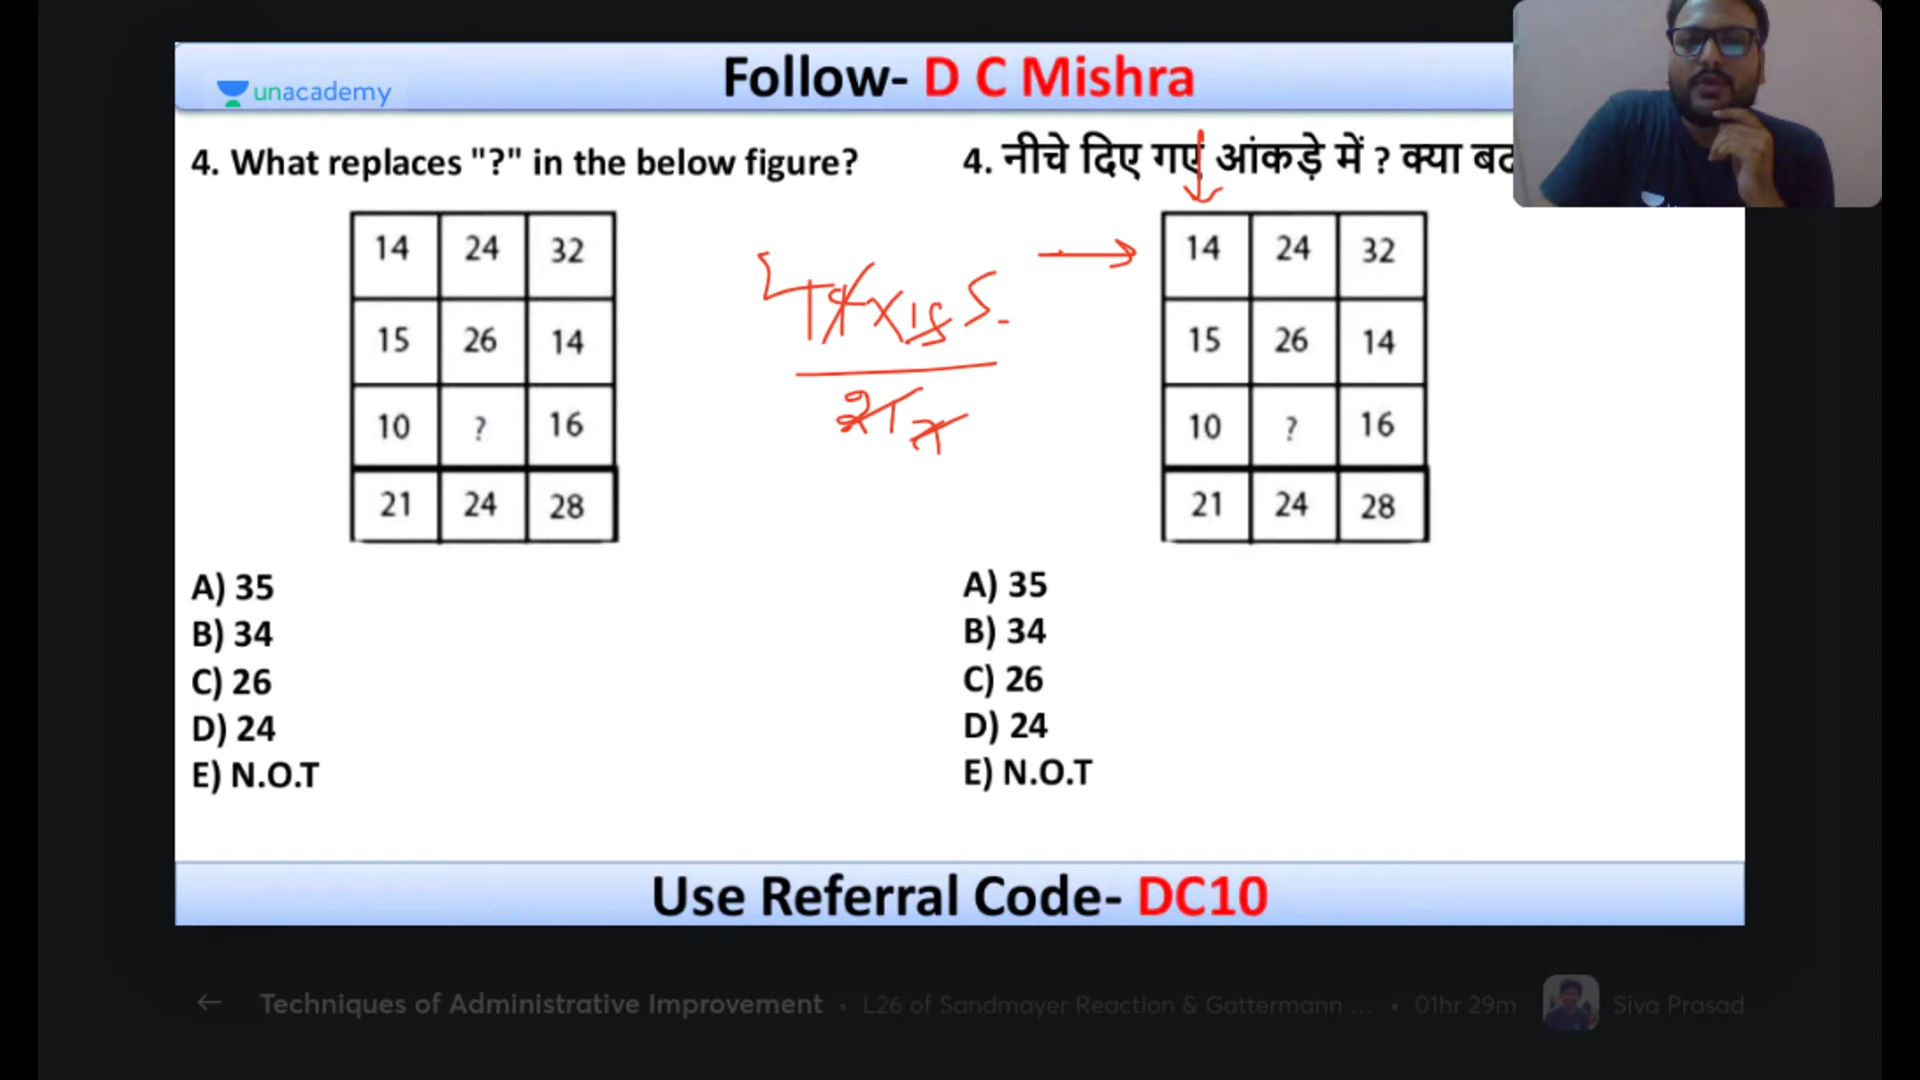 unacademy
Follow- D C Mishra
4. What replaces "?" in the below figure?
14 24 32
15 26 14
10 ? 16
21 24 28
A) 35
B) 34
C) 26
D) 24
E) N.O.T
4. नीचे दिए गए आंकड़े में ? क्या
14 24 32
15 26 14
10 ? 16
21 24 28
A) 35
B) 34
C) 26
D) 24
E) N.O.T
Use Referral Code- DC10
Techniques of Administrative Improvement • L26 of Sandmayer Reaction & Gattermann ... • 01hr 29m Siva Prasad